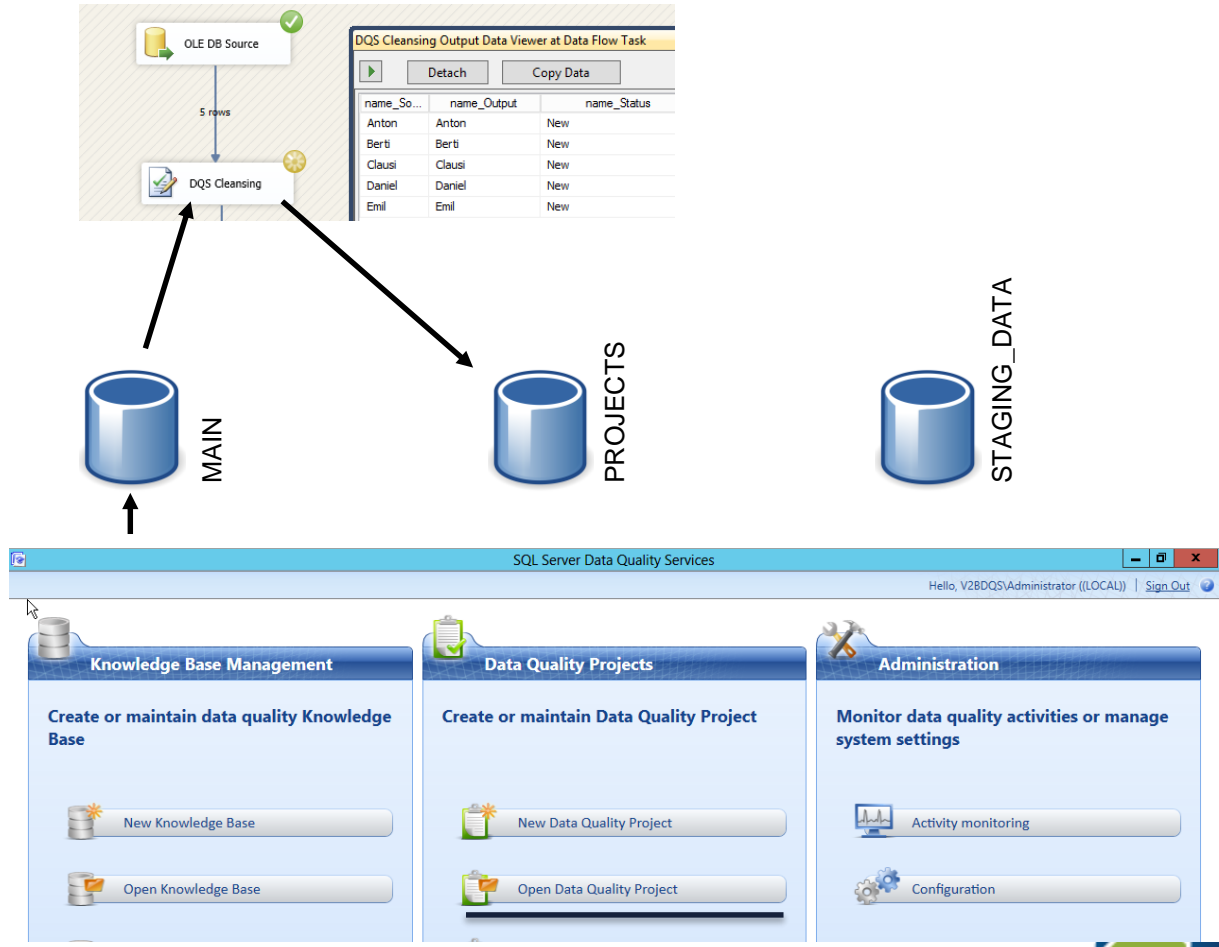 OLE DB Source
5 rows
DQS Cleansing
DQS Cleansing Output Data Viewer at Data Flow Task
Detach Copy Data
name_So... name_Output name_Status
Anton Anton New
Berti Berti New
Clausi Clausi New
Daniel Daniel New
Emil Emil New
MAIN
PROJECTS
STAGING_DATA
SQL Server Data Quality Services
Hello, V2BDQS\Administrator ((LOCAL)) | Sign Out
Knowledge Base Management
Create or maintain data quality Knowledge
Base
New Knowledge Base
Open Knowledge Base
Data Quality Projects
Create or maintain Data Quality Project
New Data Quality Project
Open Data Quality Project
Administration
Monitor data quality activities or manage
system settings
Activity monitoring
Configuration